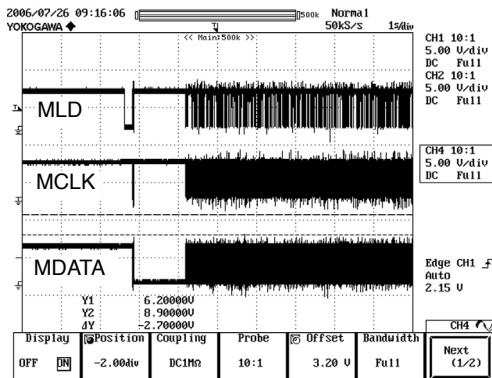 2006/07/26 09:16:06 500k Normal
YOKOGAWA 50kS/s 1s/div
<< Main:500k >>
CH1 10:1
5.00 V/div
DC Full
CH2 10:1
5.00 V/div
DC Full
MLD
CH4 10:1
5.00 V/div
DC Full
MCLK
MDATA
Edge CH1
Auto
2.15 V
Y1 6.20000V
Y2 8.90000V
ΔY -2.70000V
CH4
Display Position Coupling Probe Offset Bandwidth Next
OFF ON -2.00div DC1MΩ 10:1 3.20 V Full (1/2)